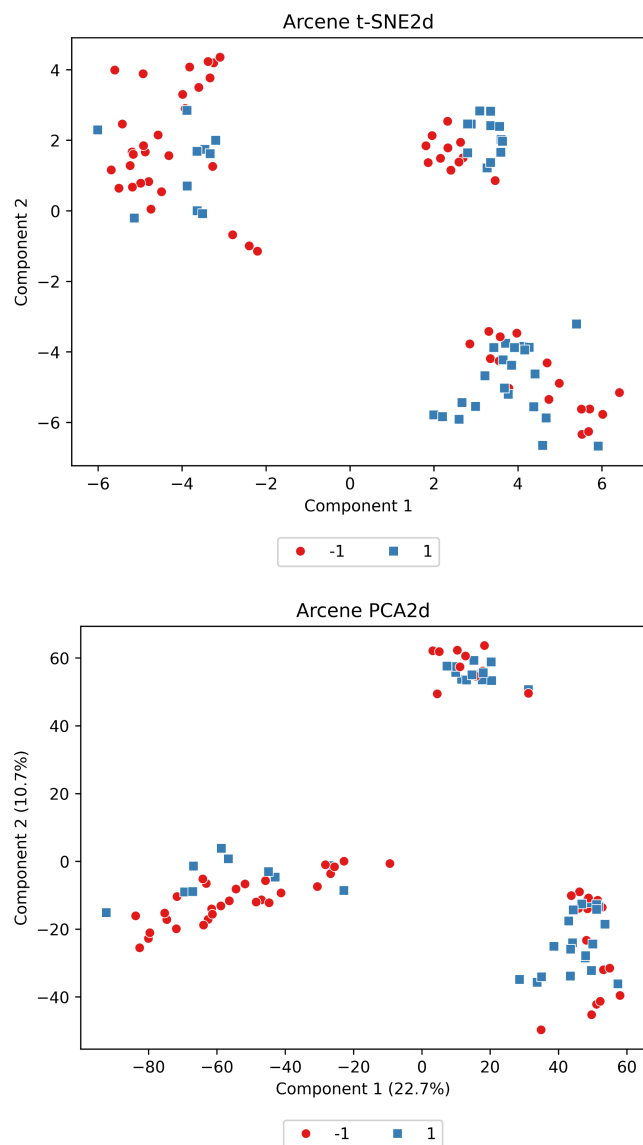 Arcene t-SNE2d
4
2
0
−2
−4
−6
Component 2
−6 −4 −2 0 2 4 6
Component 1
-1 1
Arcene PCA2d
60
40
20
0
−20
−40
Component 2 (10.7%)
−80 −60 −40 −20 0 20 40 60
Component 1 (22.7%)
-1 1